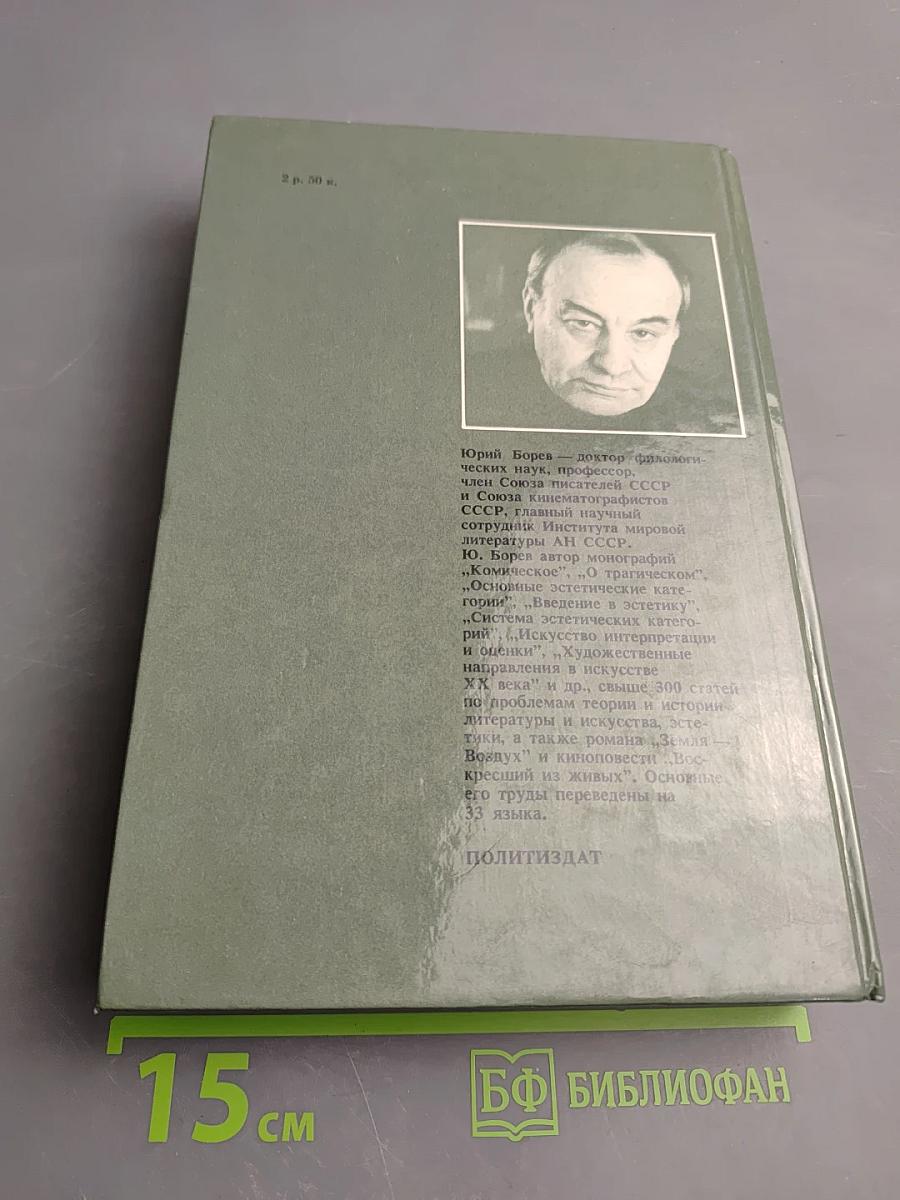 2 р. 50 к.
Юрий Борев — доктор филологи-
ческих наук, профессор,
член Союза писателей СССР
и Союза кинематографистов
СССР, главный научный
сотрудник Института мировой
литературы АН СССР.
Ю. Борев автор монографий
„Комическое”, „О трагическом”,
„Основные эстетические кате-
гории”, „Введение в эстетику”,
„Система эстетических катего-
рий”, „Искусство интерпретации
и оценки”, „Художественные
направления в искусстве
XX века” и др., свыше 300 статей
по проблемам теории и истории
литературы и искусства, эсте-
тики, а также романа „Земля —
Воздух” и киноповести „Вос-
кресший из живых”. Основные
его труды переведены на
33 языка.
ПОЛИТИЗДАТ
15 см
БФ БИБЛИОФАН